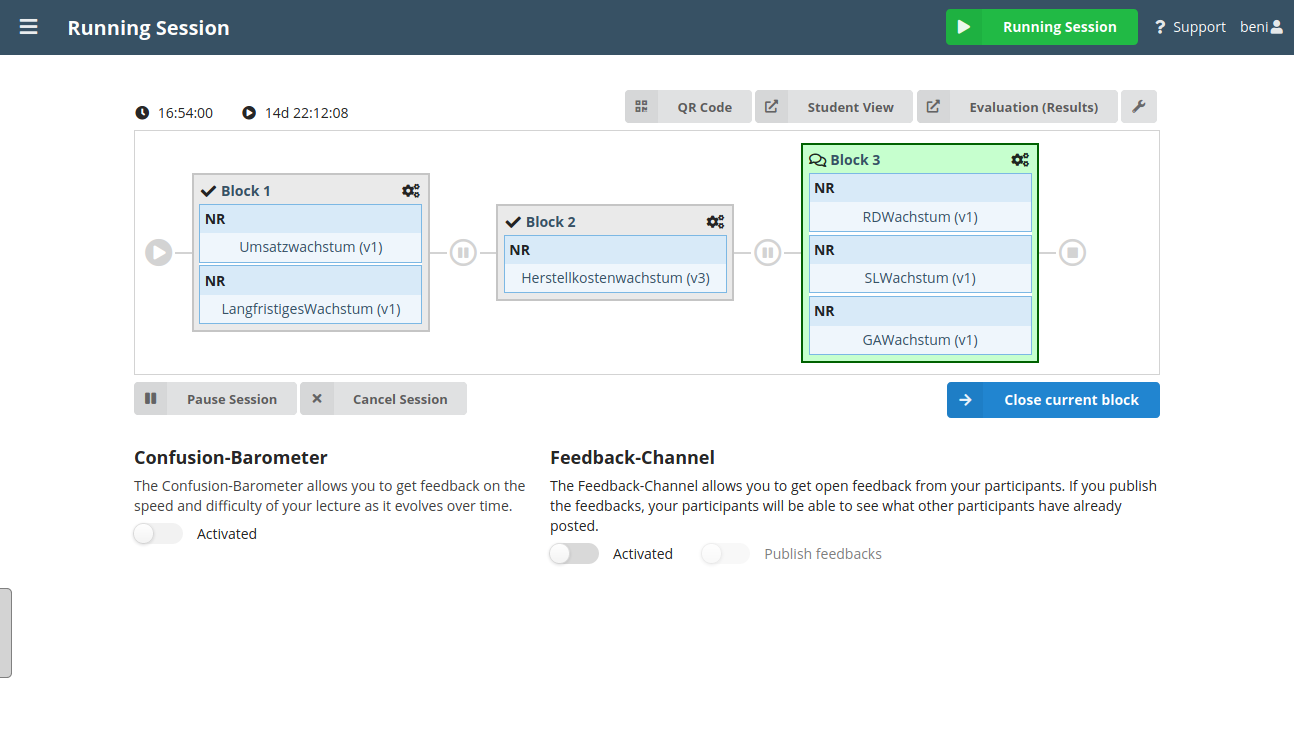 Running Session
Running Session
? Support
beni
16:54:00
14d 22:12:08
QR Code
Student View
Evaluation (Results)
Block 1
NR
Umsatzwachstum (v1)
NR
LangfristigesWachstum (v1)
Block 2
NR
Herstellkostenwachstum (v3)
Block 3
NR
RDWachstum (v1)
NR
SLWachstum (v1)
NR
GAWachstum (v1)
Pause Session
Cancel Session
Close current block
Confusion-Barometer
The Confusion-Barometer allows you to get feedback on the
speed and difficulty of your lecture as it evolves over time.
Activated
Feedback-Channel
The Feedback-Channel allows you to get open feedback from your participants. If you publish
the feedbacks, your participants will be able to see what other participants have already
posted.
Activated
Publish feedbacks